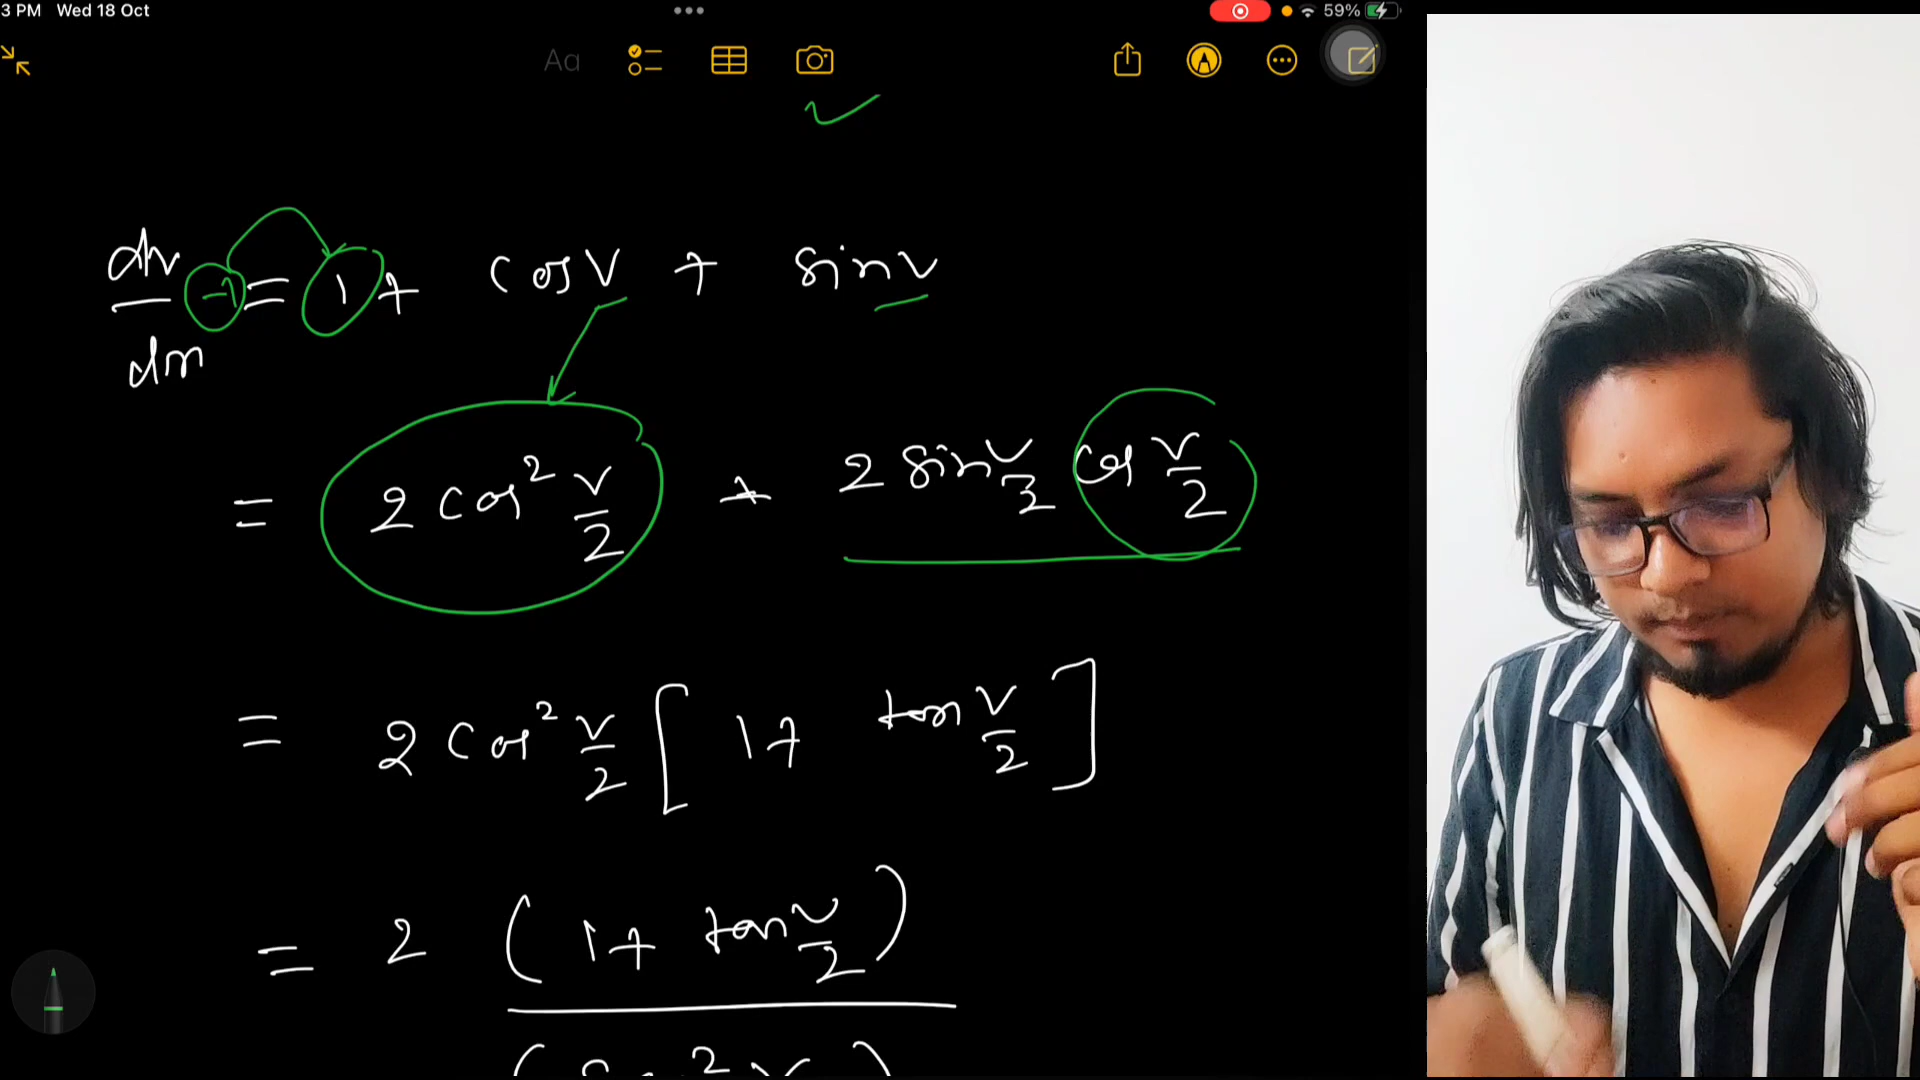 3 PM Wed 18 Oct 59%
Aa
dv/dx -1 = 1 + cos v + sin v
= 2 cos² v/2 + 2 sin v/2 cos v/2
= 2 cos² v/2 [ 1 + tan v/2 ]
= 2 (1 + tan v/2)